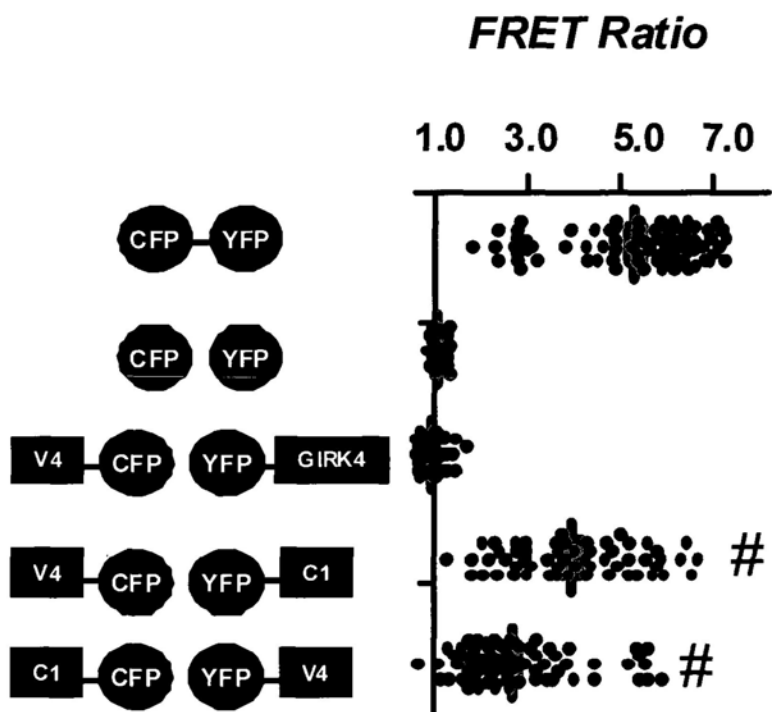 FRET Ratio
1.0 3.0 5.0 7.0
CFP YFP
CFP YFP
V4 CFP YFP GIRK4
V4 CFP YFP C1 #
C1 CFP YFP V4 #